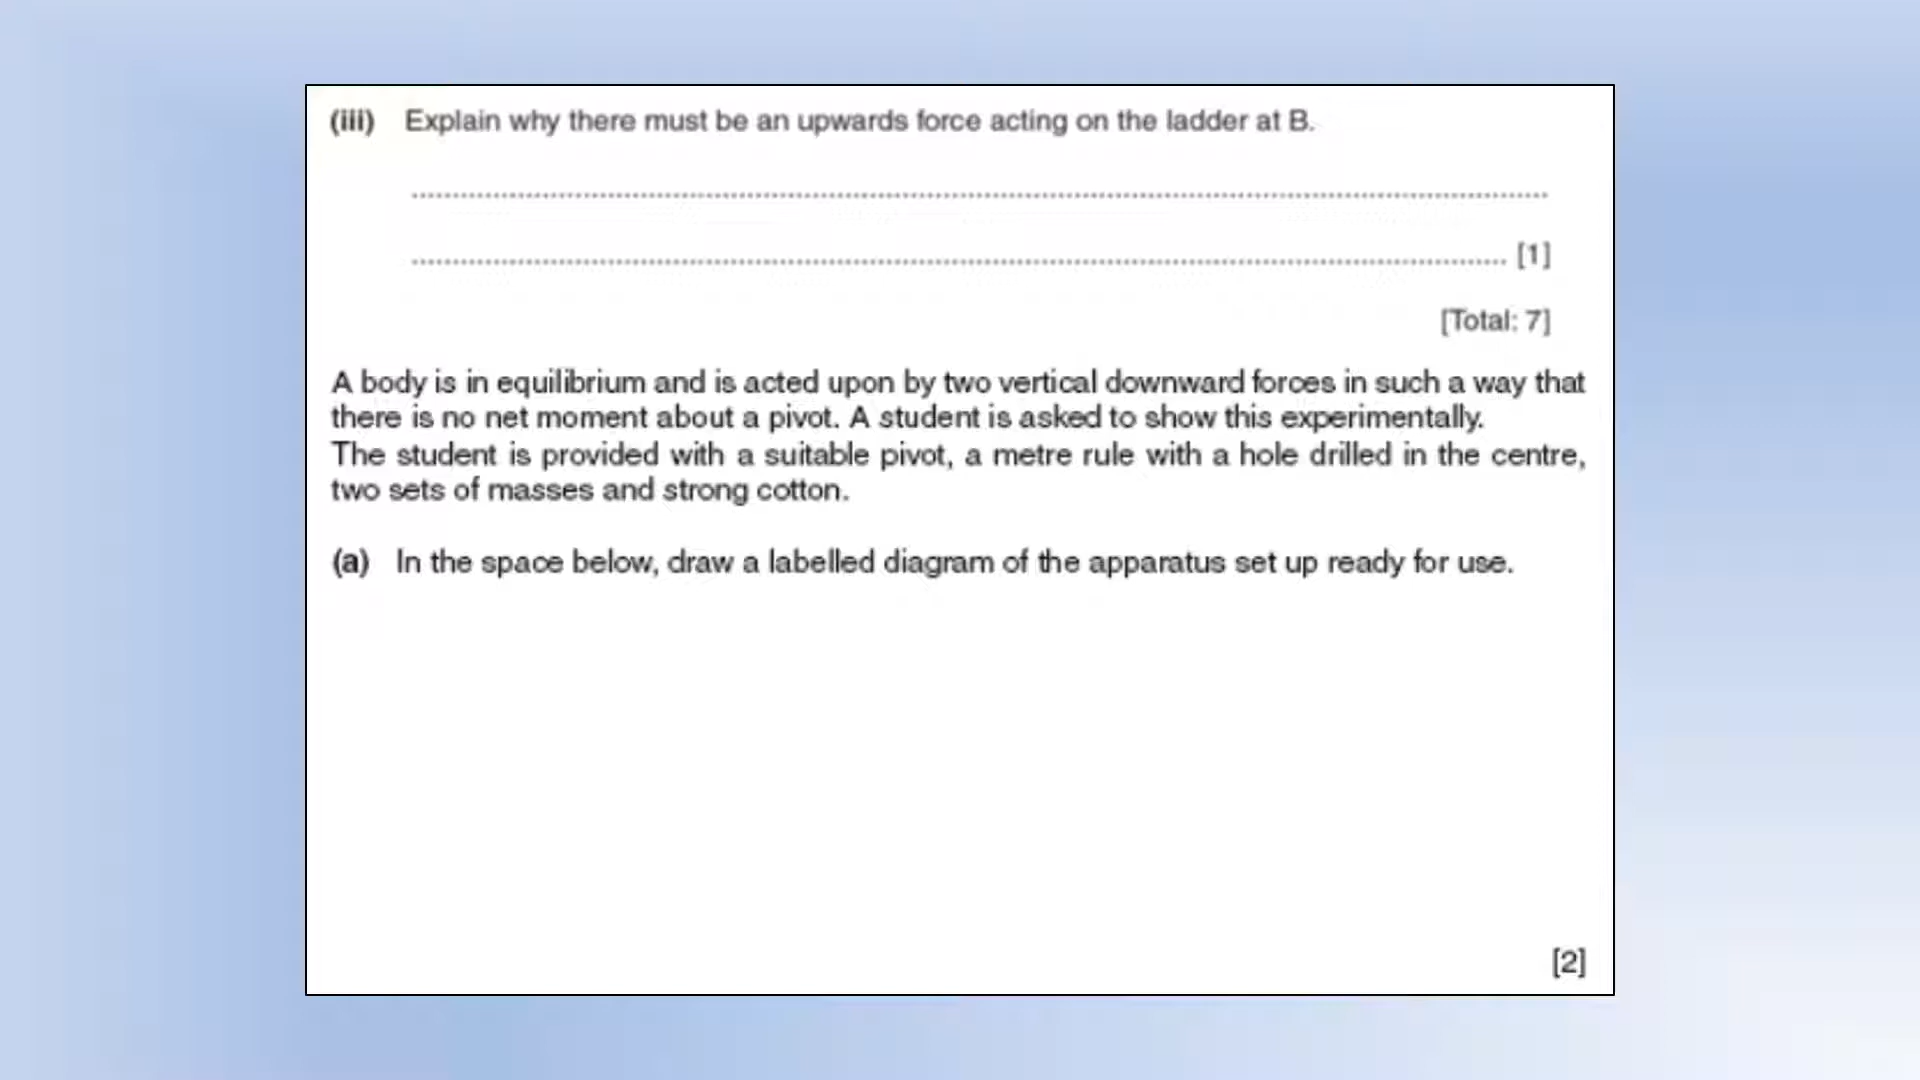 (iii) Explain why there must be an upwards force acting on the ladder at B.
..........................................................................................
.......................................................................................... [1]
[Total: 7]
A body is in equilibrium and is acted upon by two vertical downward forces in such a way that
there is no net moment about a pivot. A student is asked to show this experimentally.
The student is provided with a suitable pivot, a metre rule with a hole drilled in the centre,
two sets of masses and strong cotton.
(a) In the space below, draw a labelled diagram of the apparatus set up ready for use.
[2]